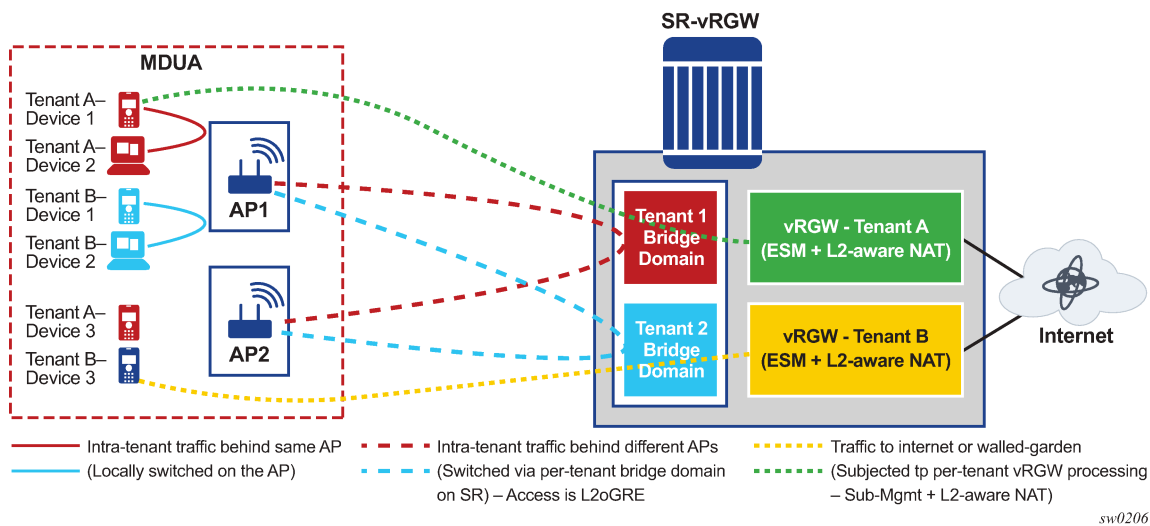 SR-vRGW
MDUA
Tenant A–
Device 1
Tenant A–
Device 2
Tenant B–
Device 1
Tenant B–
Device 2
AP1
Tenant A–
Device 3
Tenant B–
Device 3
AP2
Tenant 1
Bridge
Domain
Tenant 2
Bridge
Domain
vRGW - Tenant A
(ESM + L2-aware NAT)
vRGW - Tenant B
(ESM + L2-aware NAT)
Internet
Intra-tenant traffic behind same AP
(Locally switched on the AP)
Intra-tenant traffic behind different APs
(Switched via per-tenant bridge domain
on SR) – Access is L2oGRE
Traffic to internet or walled-garden
(Subjected tp per-tenant vRGW processing
– Sub-Mgmt + L2-aware NAT)
sw0206